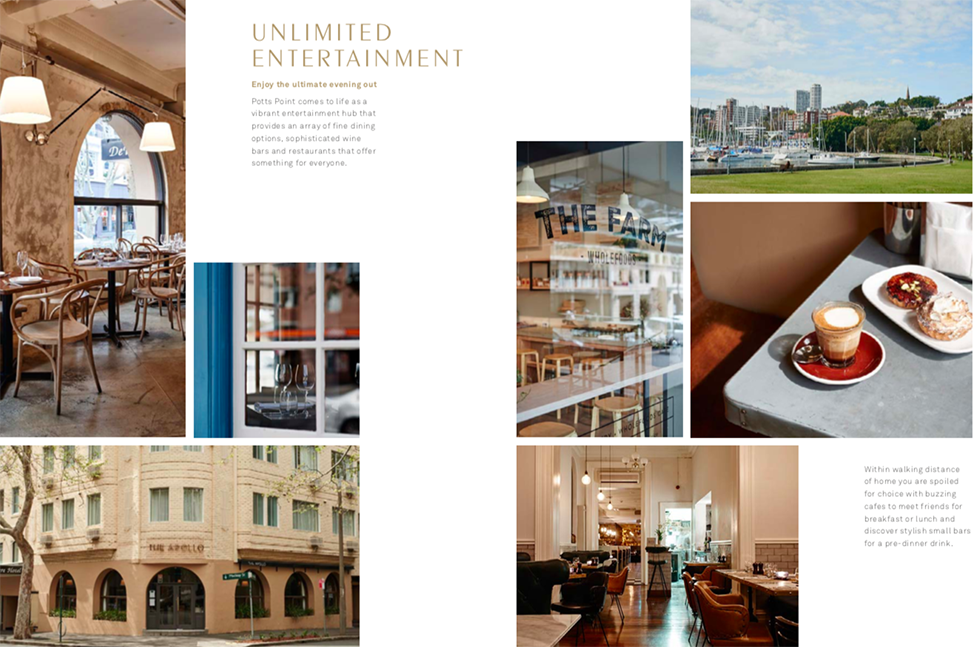 UNLIMITED
ENTERTAINMENT
Enjoy the ultimate evening out
Potts Point comes to life as a
vibrant entertainment hub that
provides an array of fine dining
options, sophisticated wine
bars and restaurants that offer
something for everyone.
THE FARM
WHOLEFOODS
THE APOLLO
Within walking distance
of home you are spoiled
for choice with buzzing
cafes to meet friends for
breakfast or lunch and
discover stylish small bars
for a pre-dinner drink.